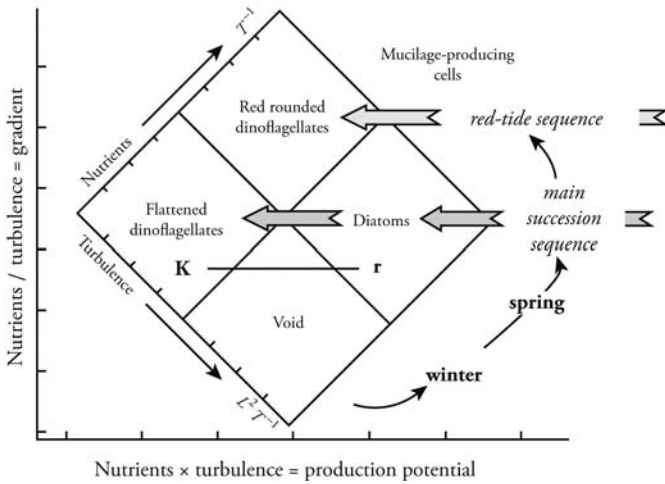 Nutrients / turbulence = gradient
T⁻¹
Nutrients
Mucilage-producing
cells
Red rounded
dinoflagellates
red-tide sequence
Flattened
dinoflagellates
Diatoms
main
succession
sequence
Turbulence
K
r
spring
Void
winter
L² T⁻¹
Nutrients × turbulence = production potential